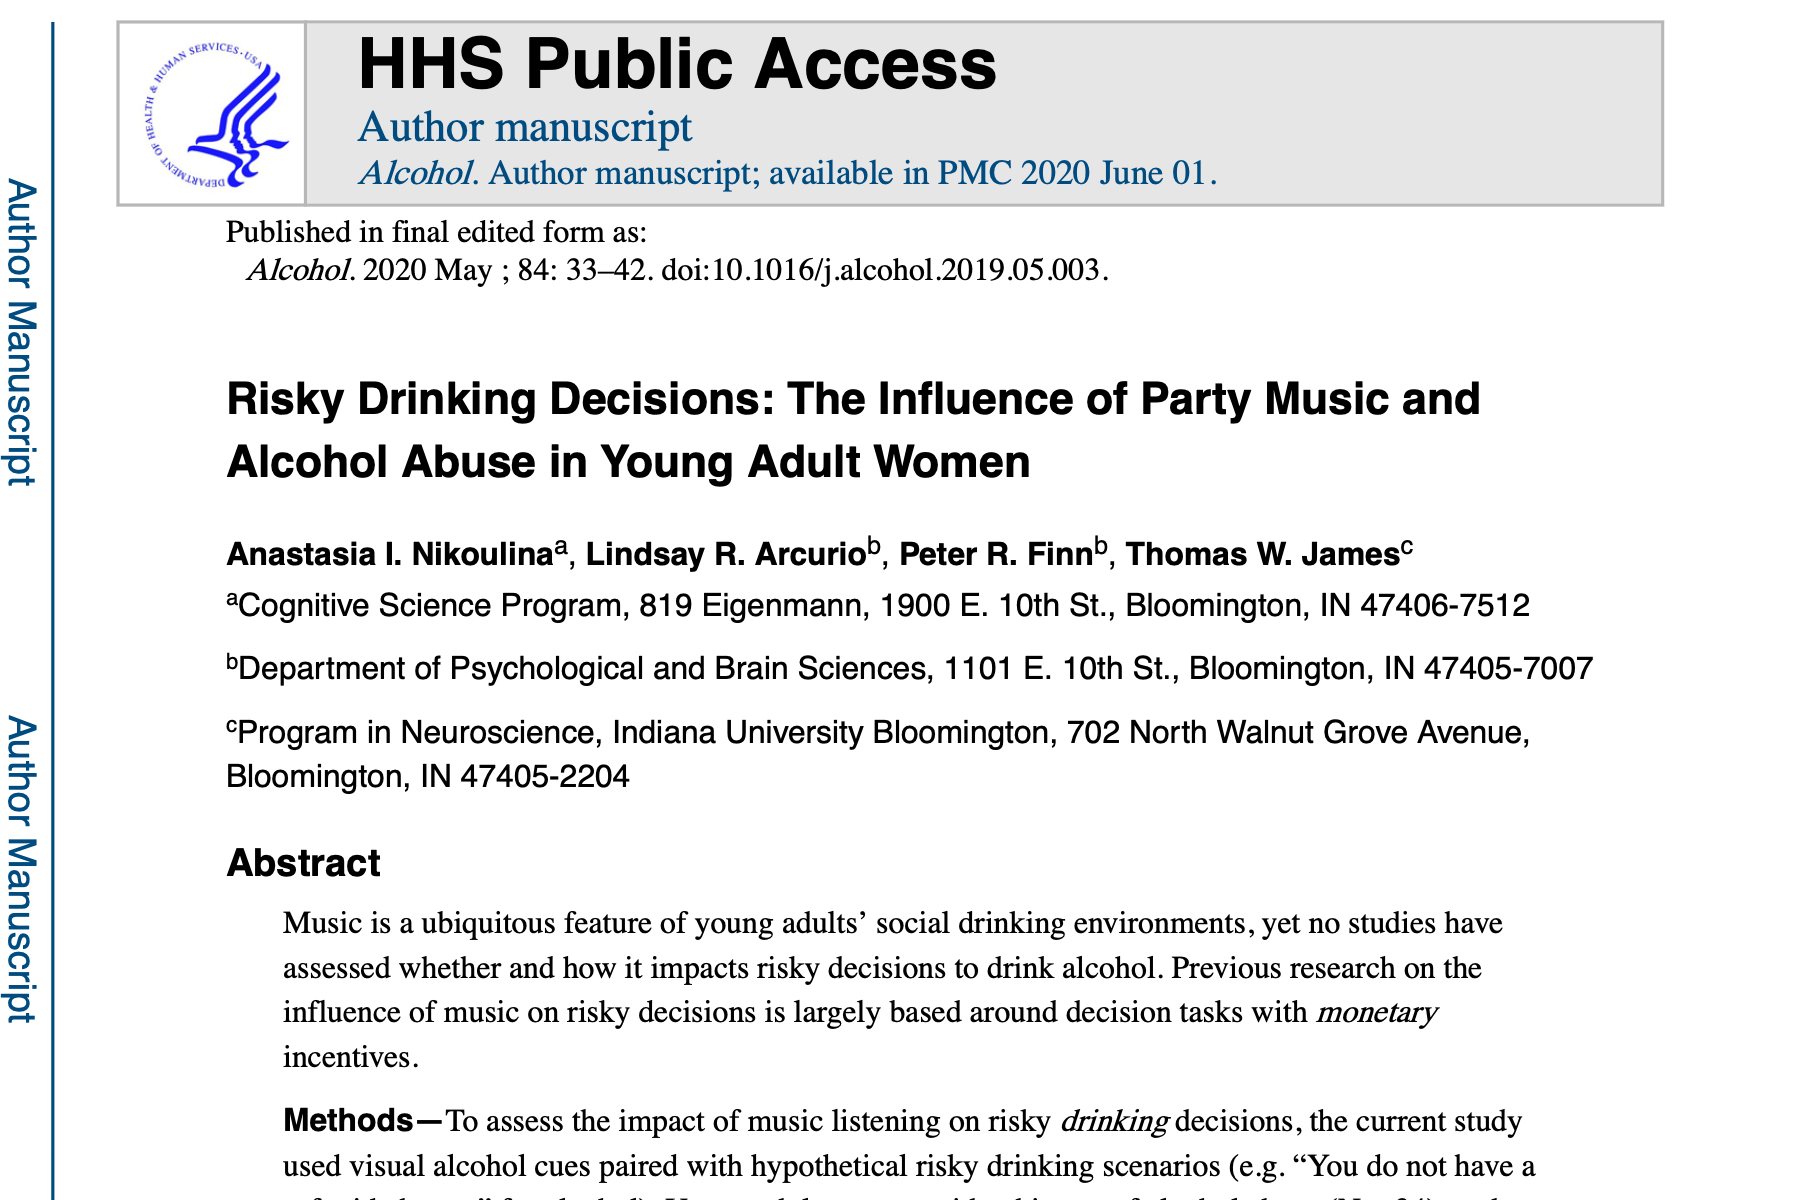 DEPARTMENT OF HEALTH & HUMAN SERVICES · USA
HHS Public Access
Author manuscript
Alcohol. Author manuscript; available in PMC 2020 June 01.
Published in final edited form as:
Alcohol. 2020 May ; 84: 33–42. doi:10.1016/j.alcohol.2019.05.003.
Risky Drinking Decisions: The Influence of Party Music and
Alcohol Abuse in Young Adult Women
Anastasia I. Nikoulinaa, Lindsay R. Arcuriob, Peter R. Finnb, Thomas W. Jamesc
aCognitive Science Program, 819 Eigenmann, 1900 E. 10th St., Bloomington, IN 47406-7512
bDepartment of Psychological and Brain Sciences, 1101 E. 10th St., Bloomington, IN 47405-7007
cProgram in Neuroscience, Indiana University Bloomington, 702 North Walnut Grove Avenue,
Bloomington, IN 47405-2204
Abstract
Music is a ubiquitous feature of young adults’ social drinking environments, yet no studies have
assessed whether and how it impacts risky decisions to drink alcohol. Previous research on the
influence of music on risky decisions is largely based around decision tasks with monetary
incentives.
Methods—To assess the impact of music listening on risky drinking decisions, the current study
used visual alcohol cues paired with hypothetical risky drinking scenarios (e.g. “You do not have a
Author Manuscript
Author Manuscript